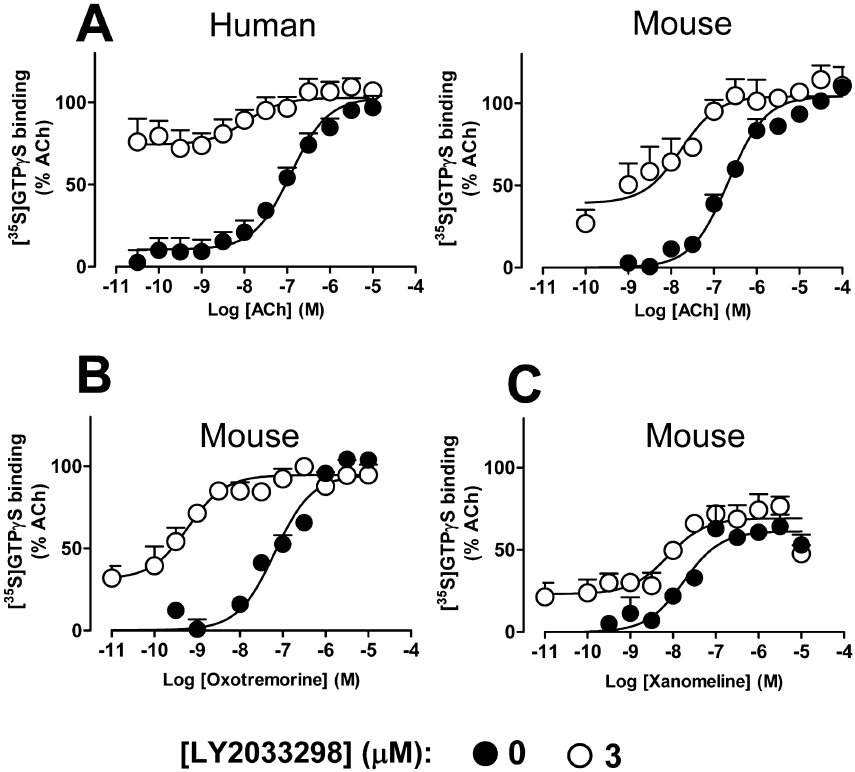 A
Human
Mouse
[35S]GTPγS binding
(% ACh)
100
50
0
-11 -10 -9 -8 -7 -6 -5 -4
Log [ACh] (M)
[35S]GTPγS binding
(% ACh)
100
50
0
-11 -10 -9 -8 -7 -6 -5 -4
Log [ACh] (M)
B
Mouse
[35S]GTPγS binding
(% ACh)
100
50
0
-11 -10 -9 -8 -7 -6 -5 -4
Log [Oxotremorine] (M)
C
Mouse
[35S]GTPγS binding
(% ACh)
100
50
0
-11 -10 -9 -8 -7 -6 -5 -4
Log [Xanomeline] (M)
[LY2033298] (μM): 0 3